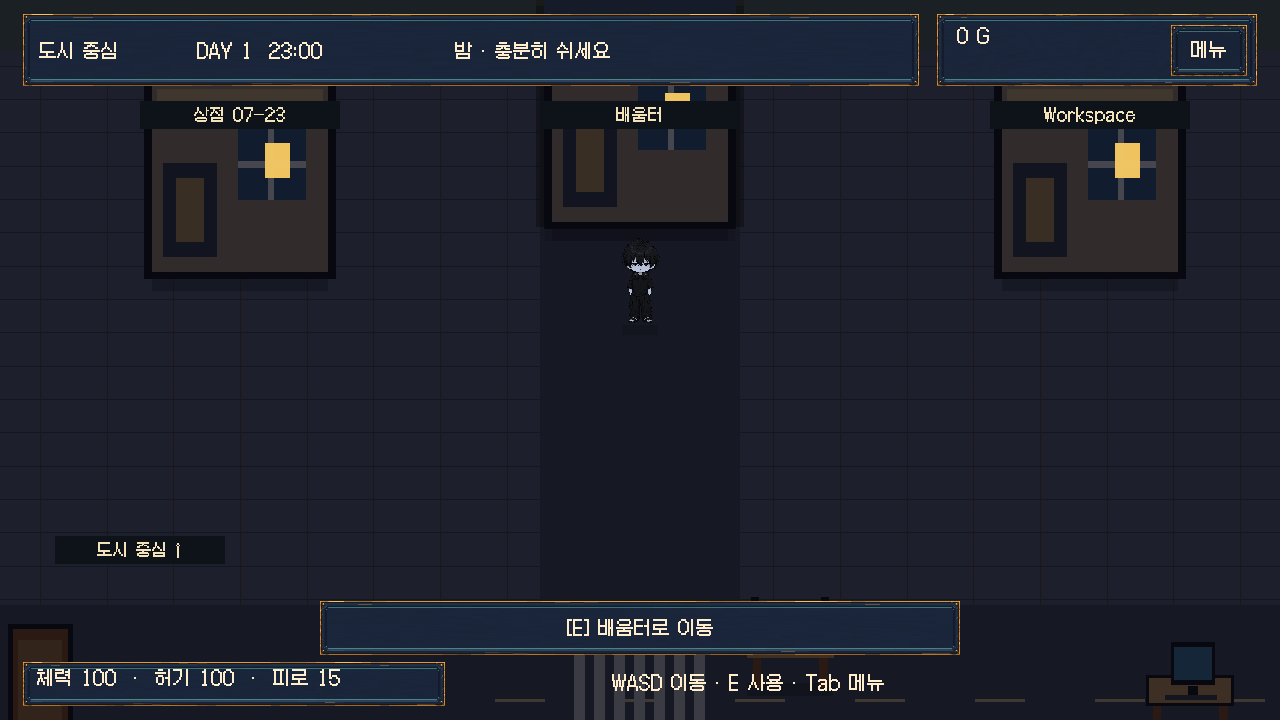 도시 중심 DAY 1 23:00 밤 · 충분히 쉬세요
0 G
메뉴
상점 07-23
배움터
Workspace
도시 중심 i
[E] 배움터로 이동
체력 100 · 허기 100 · 피로 15
WASD 이동 · E 사용 · Tab 메뉴